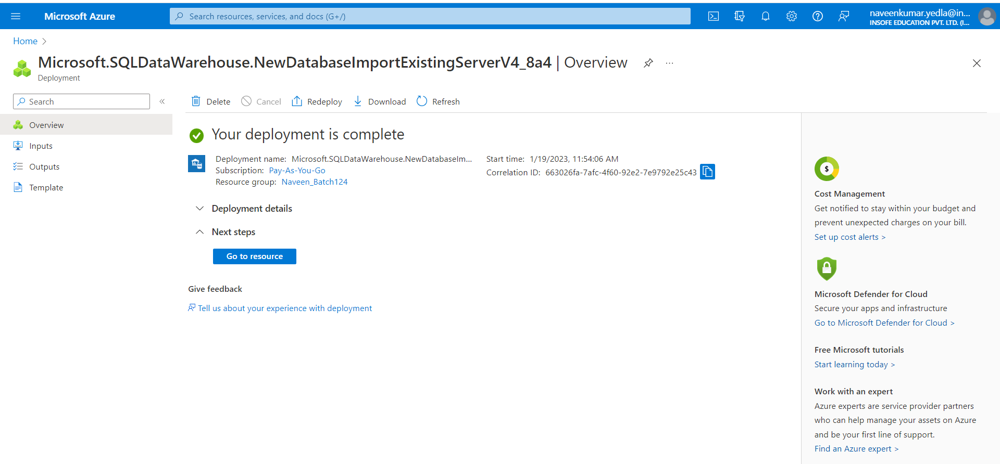 Microsoft Azure
Search resources, services, and docs (G+/)
naveenkumar.yedla@in...
INSOFE EDUCATION PVT. LTD. (I...
Home
Microsoft.SQLDataWarehouse.NewDatabaseImportExistingServerV4_8a4 | Overview
...
Deployment
Search
«
Delete
Cancel
Redeploy
Download
Refresh
Overview
Inputs
Outputs
Template
Your deployment is complete
Deployment name: Microsoft.SQLDataWarehouse.NewDatabaseIm...
Subscription: Pay-As-You-Go
Resource group: Naveen_Batch124
Start time: 1/19/2023, 11:54:06 AM
Correlation ID: 663026fa-7afc-4f60-92e2-7e9792e25c43
Deployment details
Next steps
Go to resource
Give feedback
Tell us about your experience with deployment
$
Cost Management
Get notified to stay within your budget and
prevent unexpected charges on your bill.
Set up cost alerts >
Microsoft Defender for Cloud
Secure your apps and infrastructure
Go to Microsoft Defender for Cloud >
Free Microsoft tutorials
Start learning today >
Work with an expert
Azure experts are service provider partners
who can help manage your assets on Azure
and be your first line of support.
Find an Azure expert >